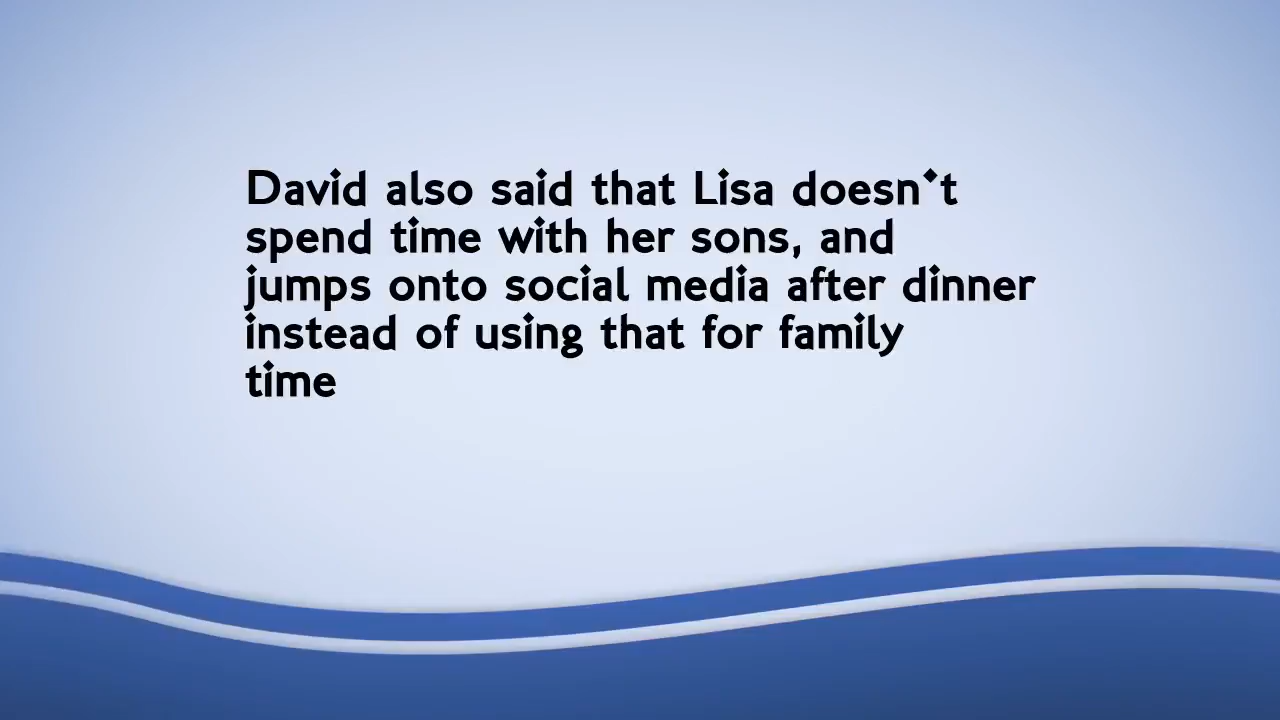 David also said that Lisa doesn't
spend time with her sons, and
jumps onto social media after dinner
instead of using that for family
time